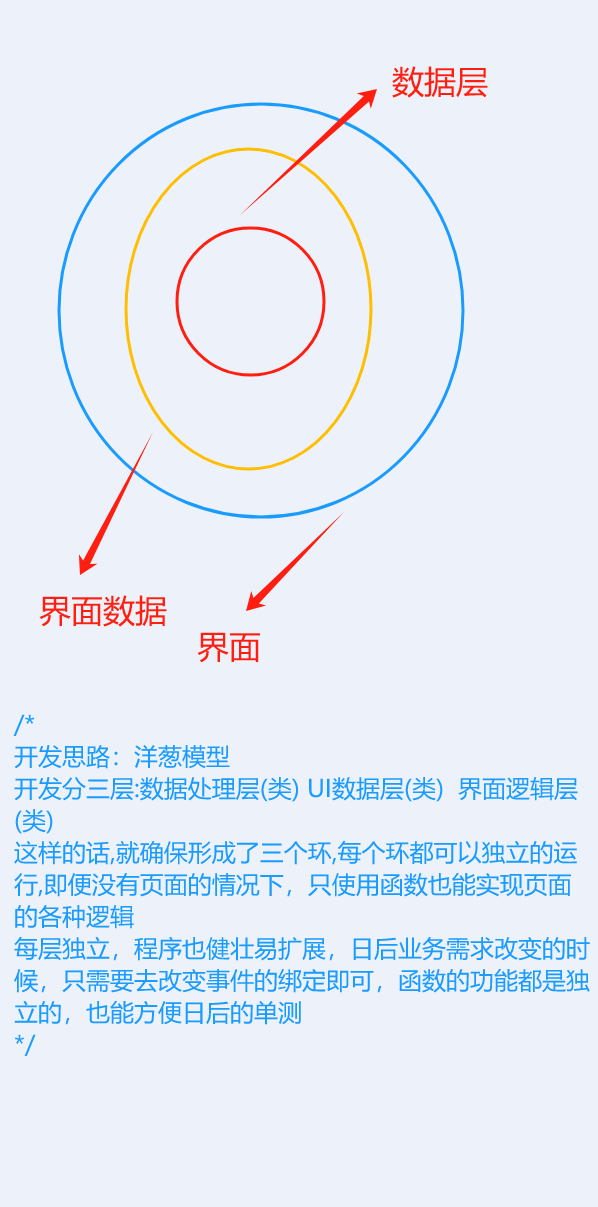 数据层
界面数据
界面
/*
开发思路：洋葱模型
开发分三层:数据处理层(类) UI数据层(类)  界面逻辑层
(类)
这样的话,就确保形成了三个环,每个环都可以独立的运
行,即便没有页面的情况下，只使用函数也能实现页面
的各种逻辑
每层独立，程序也健壮易扩展，日后业务需求改变的时
候，只需要去改变事件的绑定即可，函数的功能都是独
立的，也能方便日后的单测
*/